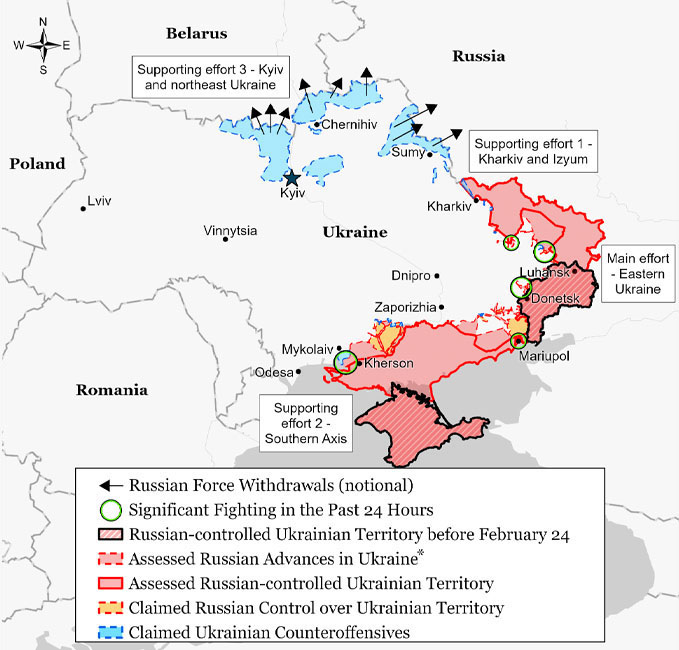 N
W
E
S
Belarus
Russia
Supporting effort 3 - Kyiv
and northeast Ukraine
Chernihiv
Supporting effort 1 -
Kharkiv and Izyum
Sumy
Poland
Kyiv
Lviv
Kharkiv
Vinnytsia
Ukraine
Main effort
- Eastern
Ukraine
Luhansk
Dnipro
Donetsk
Zaporizhia
Mykolaiv
Mariupol
Kherson
Odesa
Romania
Supporting
effort 2 -
Southern Axis
Russian Force Withdrawals (notional)
Significant Fighting in the Past 24 Hours
Russian-controlled Ukrainian Territory before February 24
Assessed Russian Advances in Ukraine*
Assessed Russian-controlled Ukrainian Territory
Claimed Russian Control over Ukrainian Territory
Claimed Ukrainian Counteroffensives